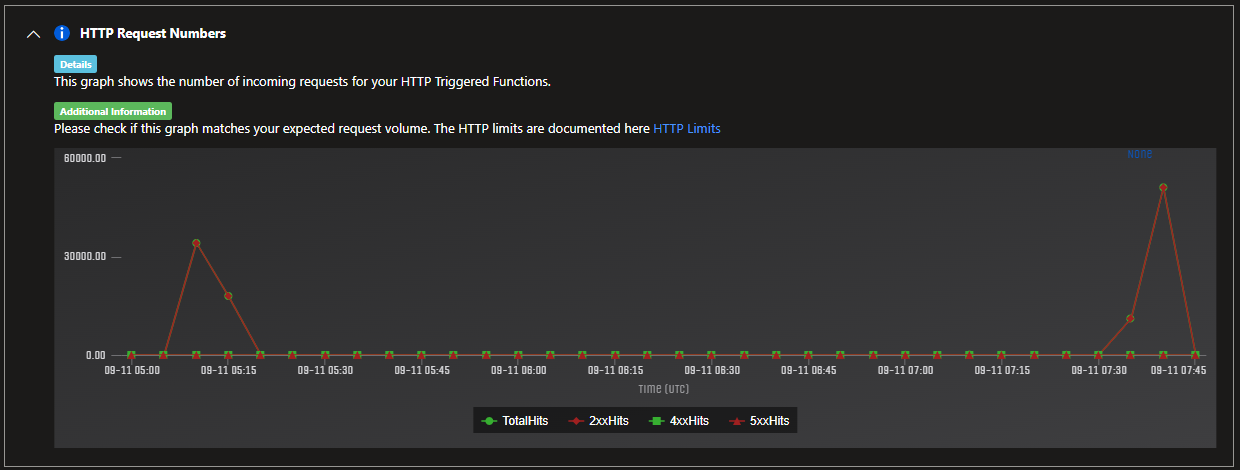 HTTP Request Numbers
Details
This graph shows the number of incoming requests for your HTTP Triggered Functions.
Additional Information
Please check if this graph matches your expected request volume. The HTTP limits are documented here HTTP Limits
None
60000.00
30000.00
0.00
09-11 05:00 09-11 05:15 09-11 05:30 09-11 05:45 09-11 06:00 09-11 06:15 09-11 06:30 09-11 06:45 09-11 07:00 09-11 07:15 09-11 07:30 09-11 07:45
Time (UTC)
TotalHits 2xxHits 4xxHits 5xxHits